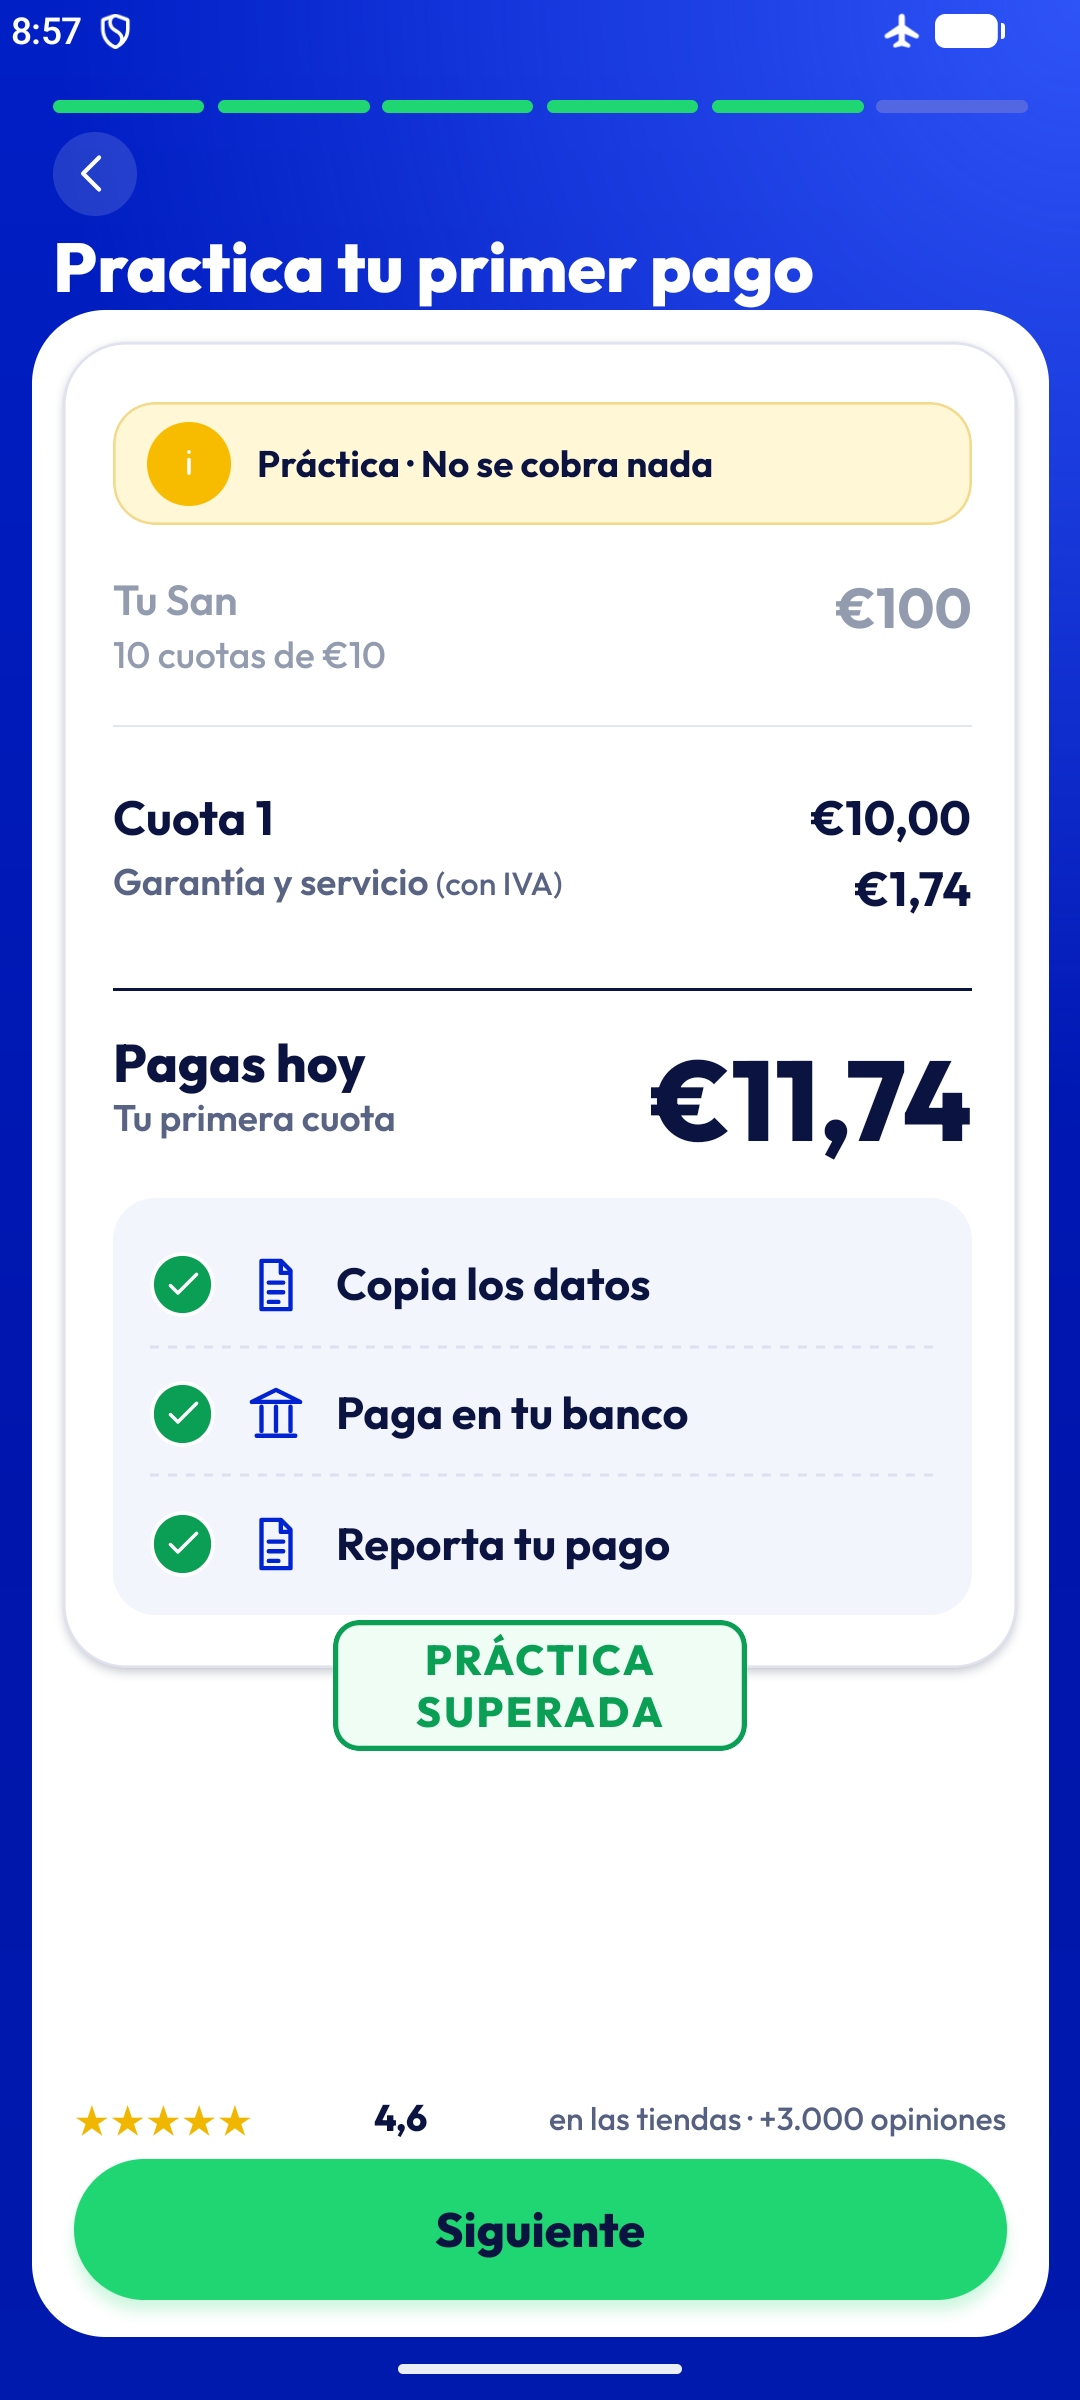 8:57
Practica tu primer pago
i
Práctica · No se cobra nada
Tu San
€100
10 cuotas de €10
Cuota 1
€10,00
Garantía y servicio (con IVA)
€1,74
Pagas hoy
€11,74
Tu primera cuota
Copia los datos
Paga en tu banco
Reporta tu pago
PRÁCTICA
SUPERADA
★★★★★ 4,6 en las tiendas · +3.000 opiniones
Siguiente